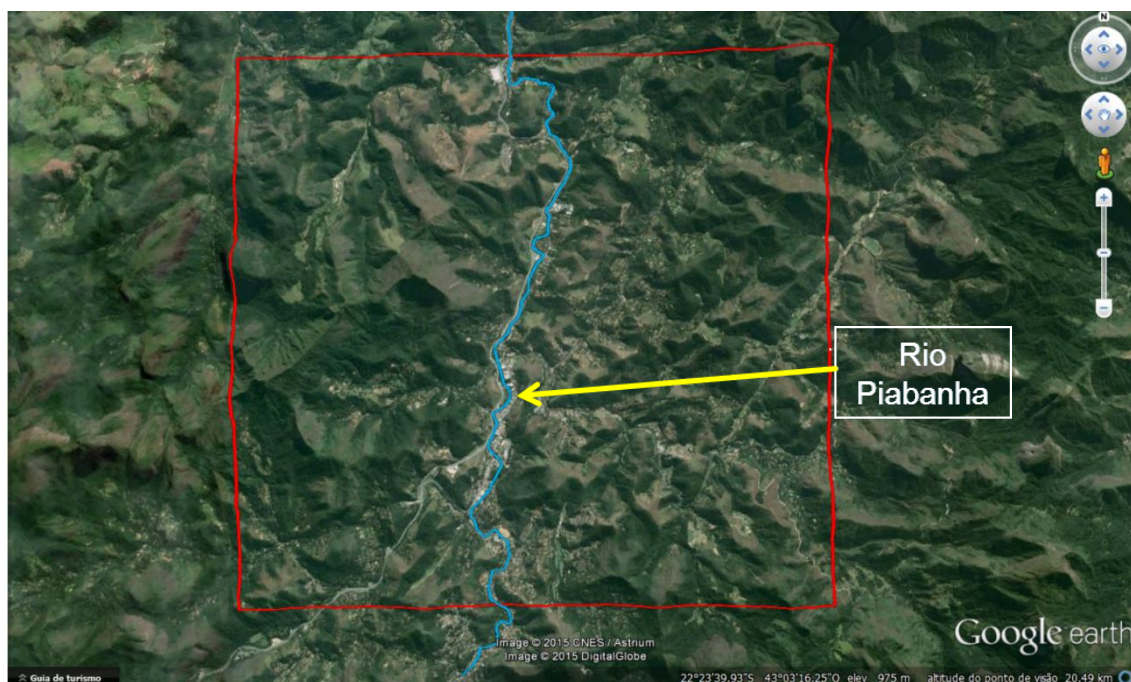 N
Rio
Piabanha
Image © 2015 CNES / Astrium
Image © 2015 DigitalGlobe
Google earth
Guia de turismo
22°23'39,93"S 43°03'16,25"O elev 975 m altitude do ponto de visão 20,49 km